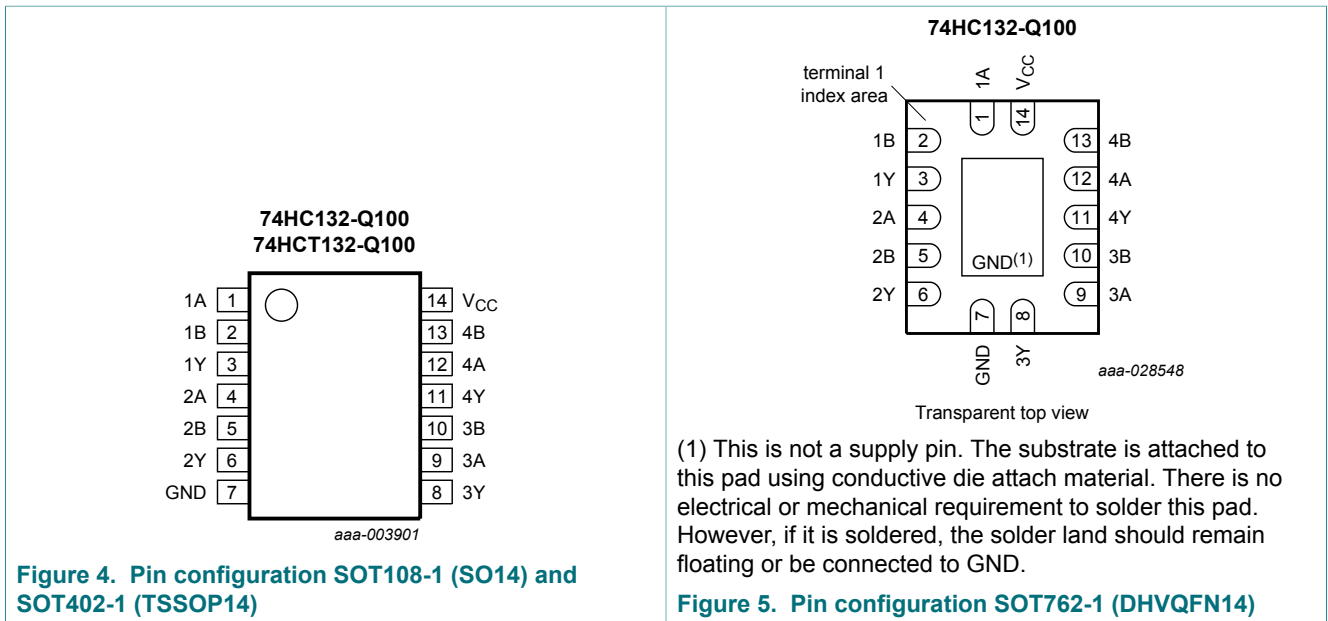 74HC132-Q100
74HCT132-Q100
1A 1 14 VCC
1B 2 13 4B
1Y 3 12 4A
2A 4 11 4Y
2B 5 10 3B
2Y 6 9 3A
GND 7 8 3Y
aaa-003901
Figure 4. Pin configuration SOT108-1 (SO14) and
SOT402-1 (TSSOP14)
74HC132-Q100
terminal 1
index area
1A VCC
1 14
1B 2 13 4B
1Y 3 12 4A
2A 4 11 4Y
2B 5 10 3B
GND(1)
2Y 6 9 3A
7 8
GND 3Y
aaa-028548
Transparent top view
(1) This is not a supply pin. The substrate is attached to
this pad using conductive die attach material. There is no
electrical or mechanical requirement to solder this pad.
However, if it is soldered, the solder land should remain
floating or be connected to GND.
Figure 5. Pin configuration SOT762-1 (DHVQFN14)